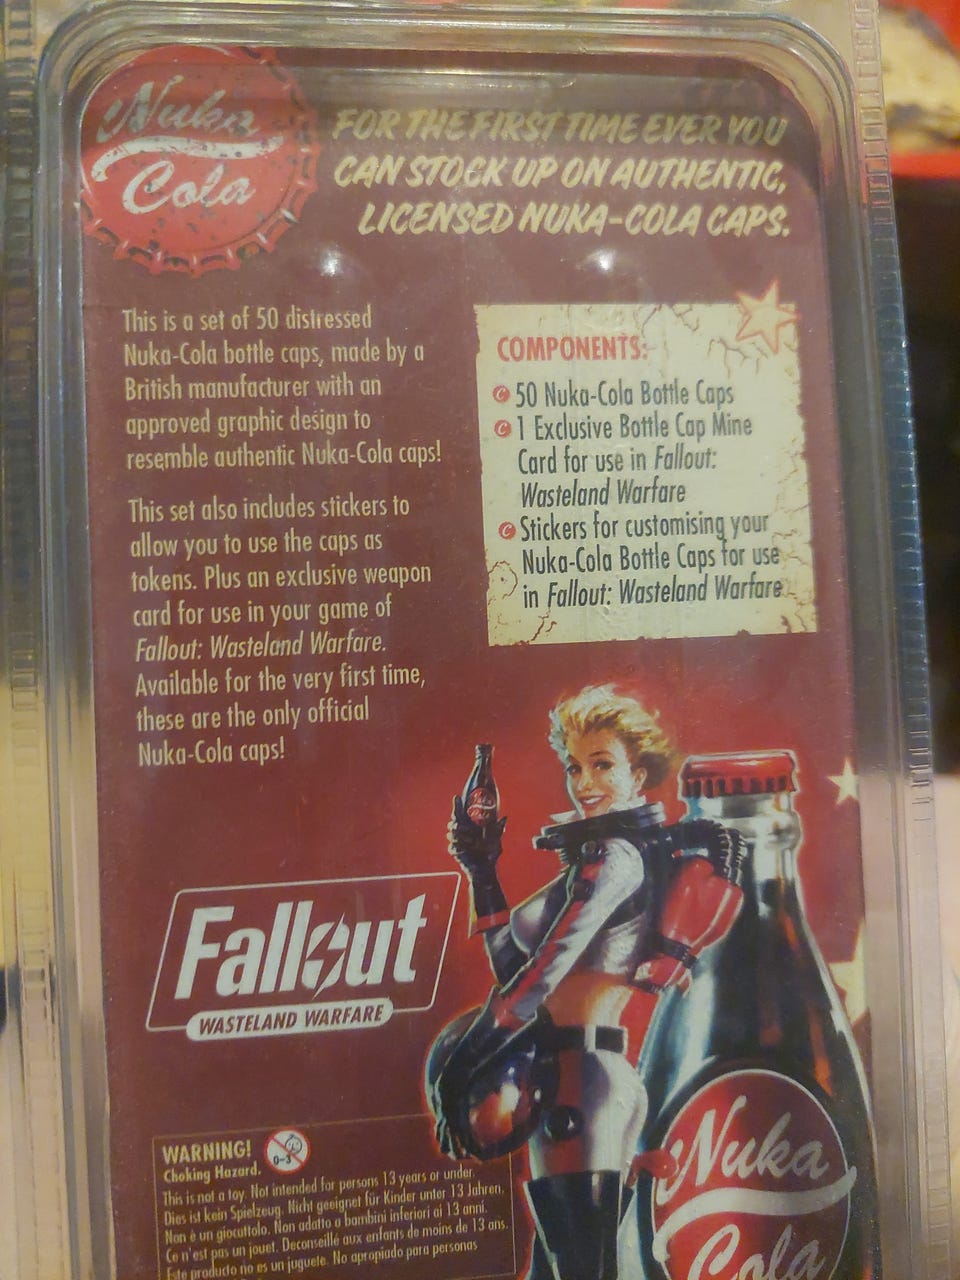 Nuka
Cola
FOR THE FIRST TIME EVER YOU
CAN STOCK UP ON AUTHENTIC,
LICENSED NUKA-COLA CAPS.
This is a set of 50 distressed
Nuka-Cola bottle caps, made by a
British manufacturer with an
approved graphic design to
resemble authentic Nuka-Cola caps!
This set also includes stickers to
allow you to use the caps as
tokens. Plus an exclusive weapon
card for use in your game of
Fallout: Wasteland Warfare.
Available for the very first time,
these are the only official
Nuka-Cola caps!
COMPONENTS:
50 Nuka-Cola Bottle Caps
1 Exclusive Bottle Cap Mine
Card for use in Fallout:
Wasteland Warfare
Stickers for customising your
Nuka-Cola Bottle Caps for use
in Fallout: Wasteland Warfare
Fallout
WASTELAND WARFARE
WARNING!
0-3
Choking Hazard.
This is not a toy. Not intended for persons 13 years or under.
Dies ist kein Spielzeug. Nicht geeignet für Kinder unter 13 Jahren.
Non è un giocattolo. Non adatto a bambini inferiori ai 13 anni.
Ce n'est pas un jouet. Deconseillé aux enfants de moins de 13 ans.
Este producto no es un juguete. No apropiado para personas
Nuka
Cola